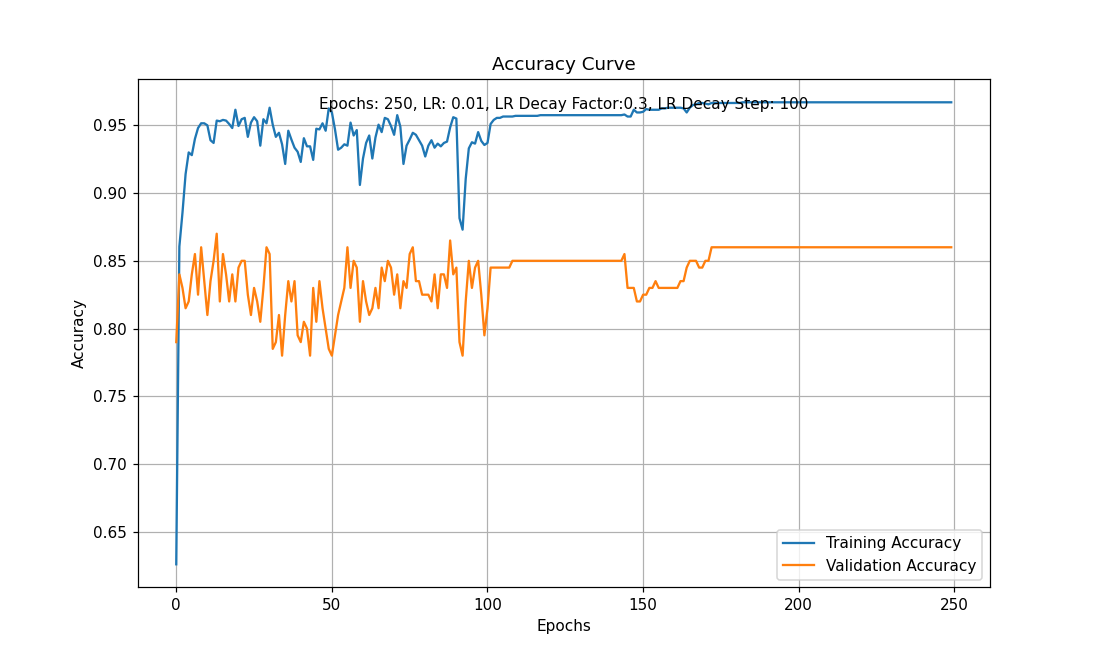 Accuracy Curve
Epochs: 250, LR: 0.01, LR Decay Factor:0.3, LR Decay Step: 100
0.95
0.90
0.85
0.80
0.75
0.70
0.65
Accuracy
0
50
100
150
200
250
Epochs
Training Accuracy
Validation Accuracy